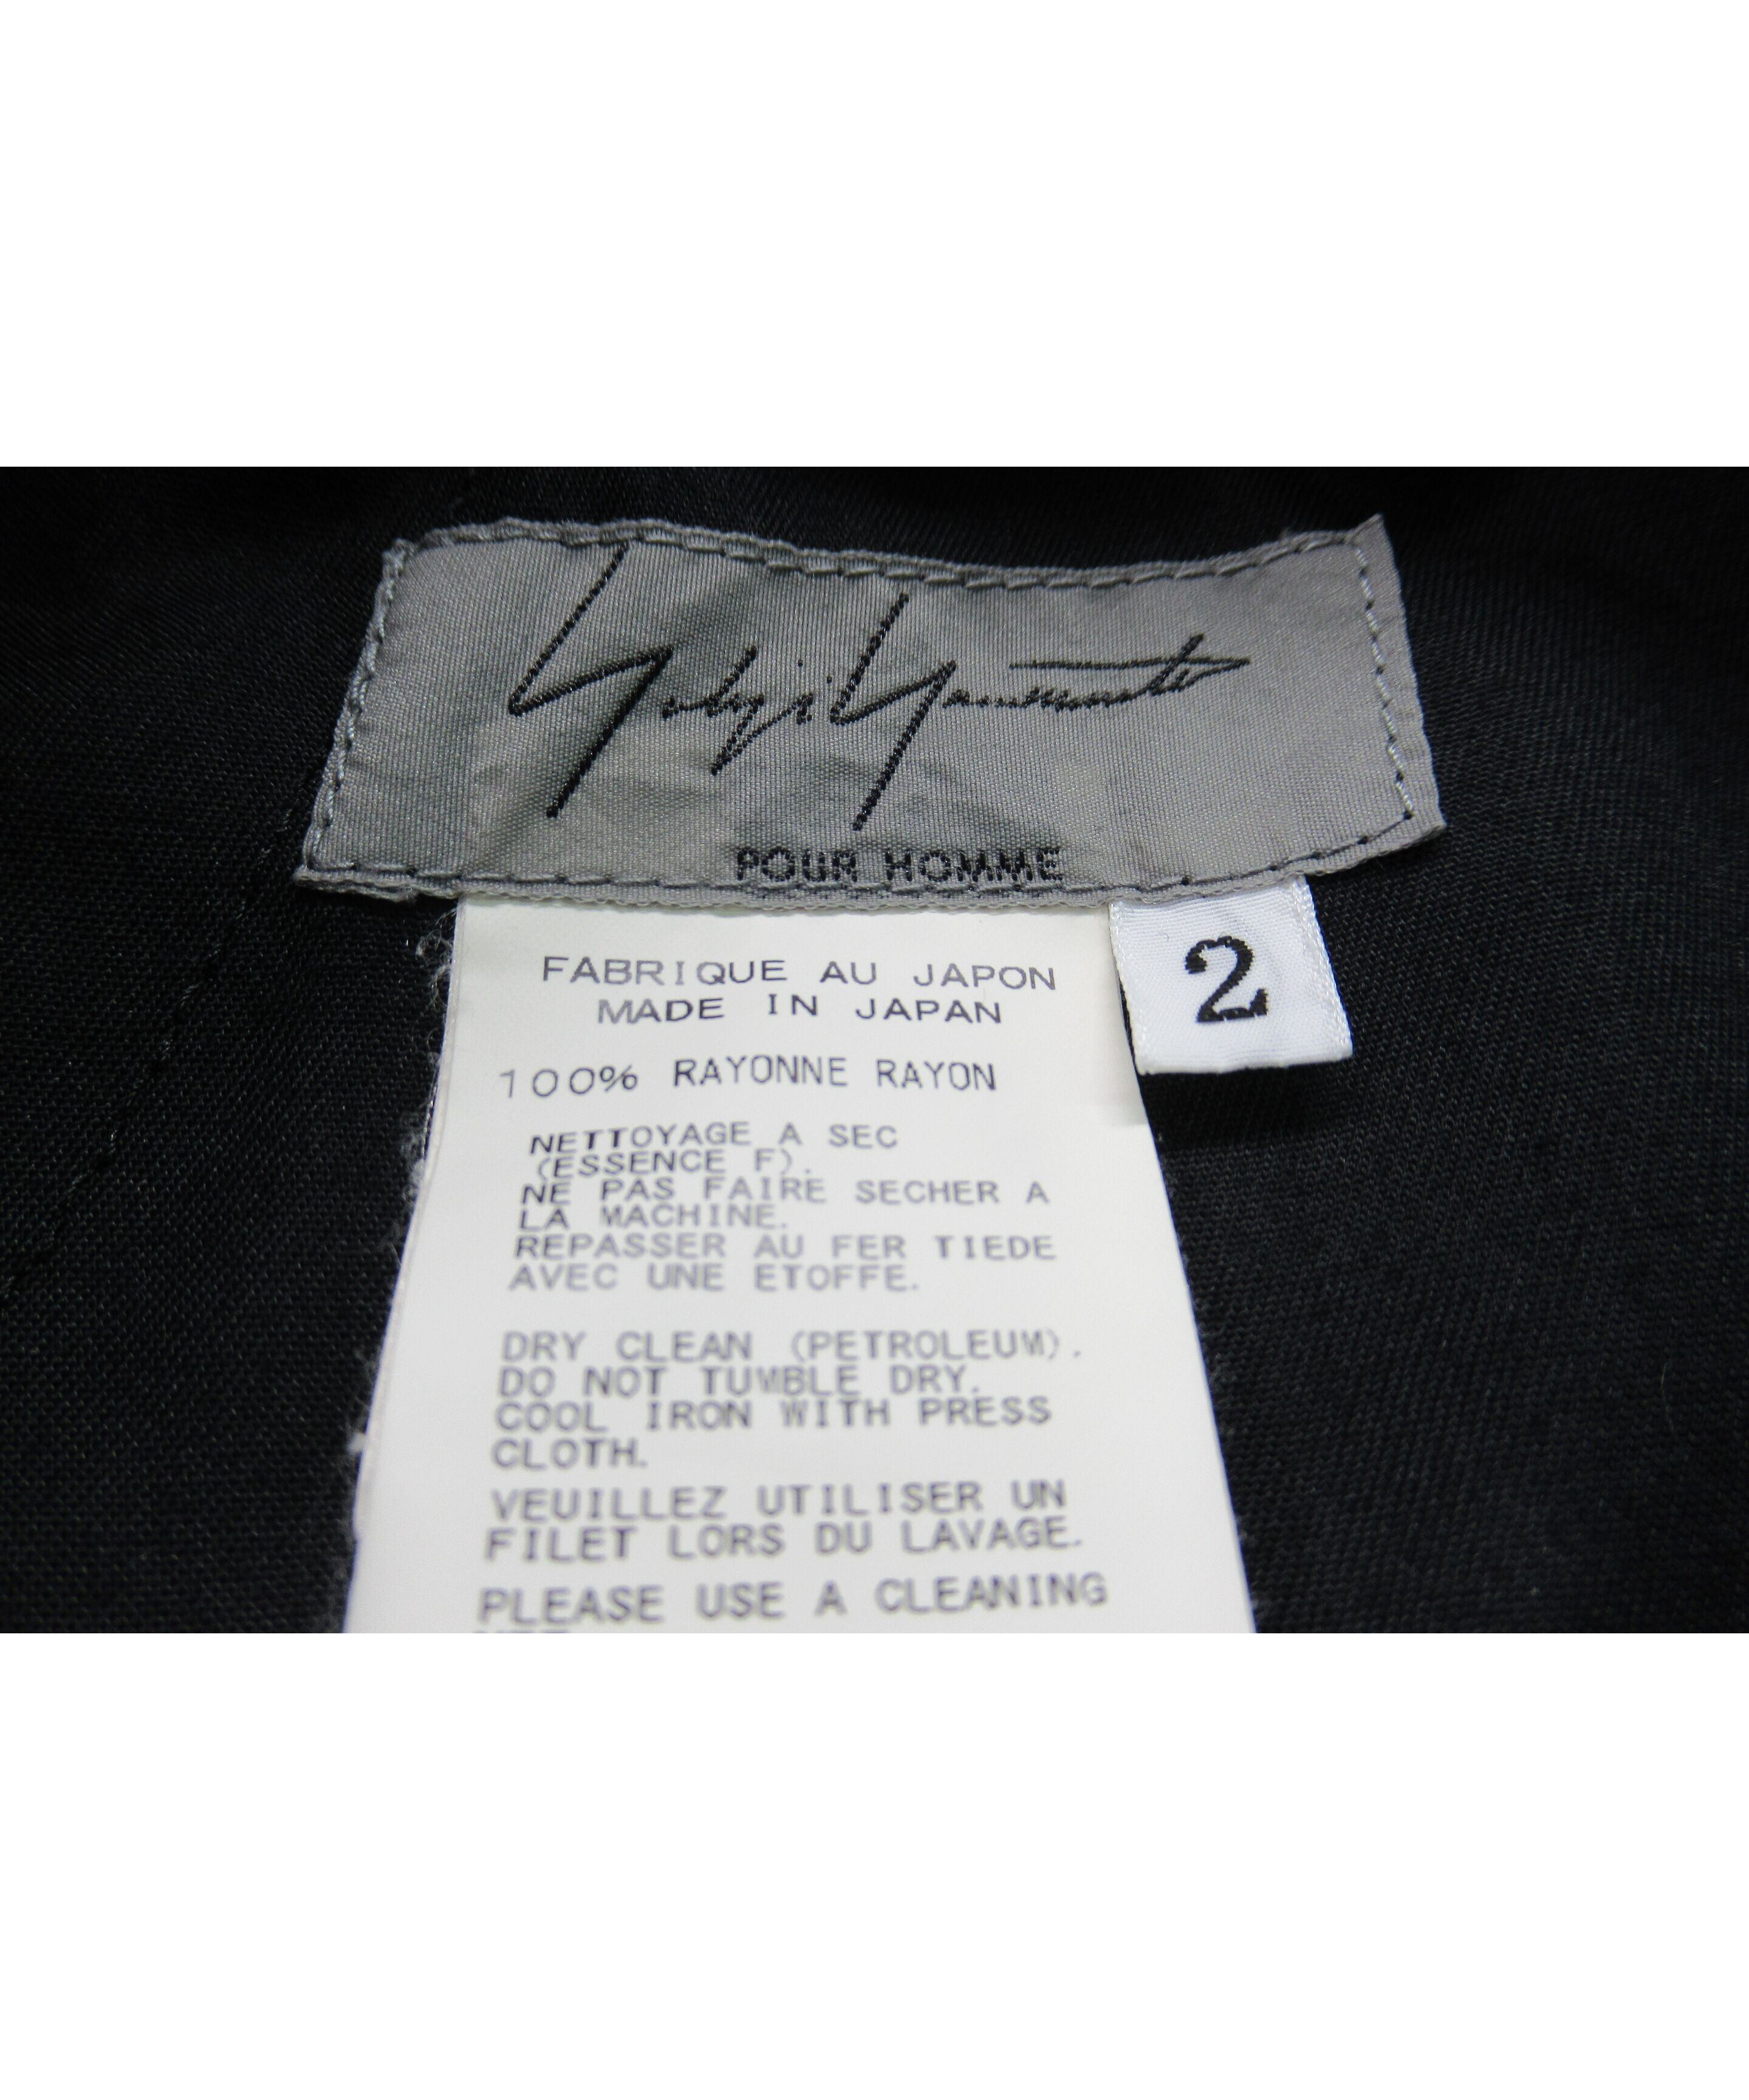 Yohji Yamamoto
POUR HOMME
2
FABRIQUE AU JAPON
MADE IN JAPAN
100% RAYONNE RAYON
NETTOYAGE A SEC
(ESSENCE F).
NE PAS FAIRE SECHER A
LA MACHINE.
REPASSER AU FER TIEDE
AVEC UNE ETOFFE.
DRY CLEAN (PETROLEUM).
DO NOT TUMBLE DRY.
COOL IRON WITH PRESS
CLOTH.
VEUILLEZ UTILISER UN
FILET LORS DU LAVAGE.
PLEASE USE A CLEANING